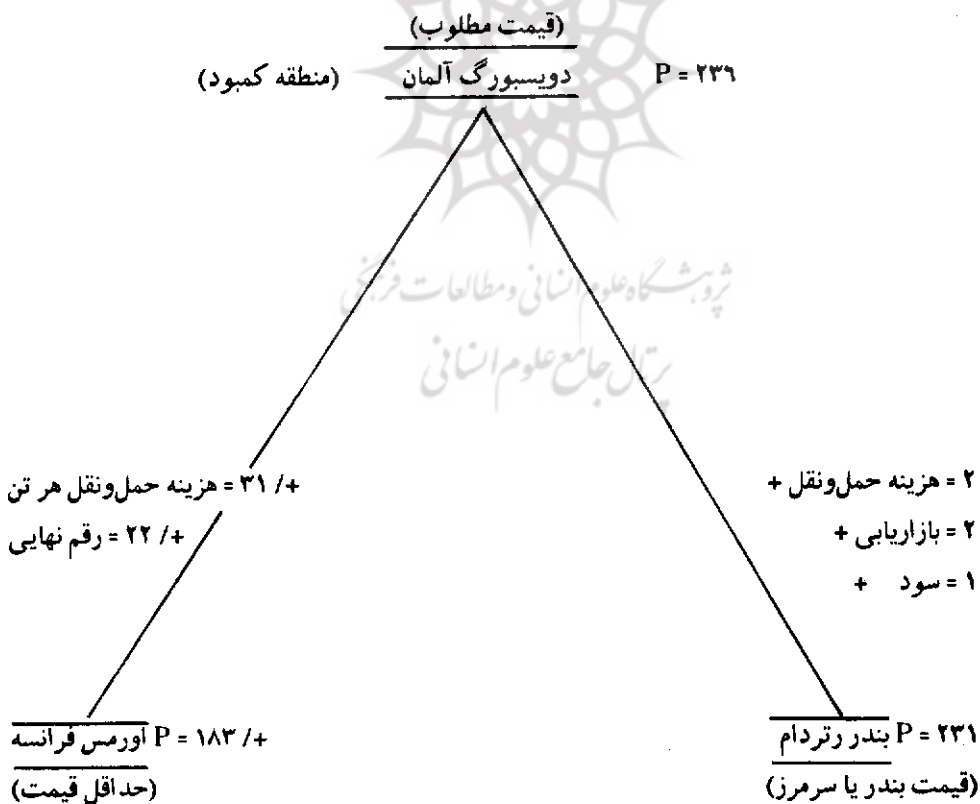 (قیمت مطلوب)
(منطقه کمبود) دویسبورگ آلمان P = ۲۳۹
پژوهشگاه علوم انسانی و مطالعات فرهنگی
پرتال جامع علوم انسانی
+/ ۳۱ = هزینه حمل‌ونقل هر تن
+/ ۲۲ = رقم نهایی
۲ = هزینه حمل‌ونقل +
۲ = بازاریابی +
۱ = سود +
اورمس فرانسه P = ۱۸۳ /+
(حداقل قیمت)
بندر رتردام P = ۲۳۱
(قیمت بندر یا سرمرز)